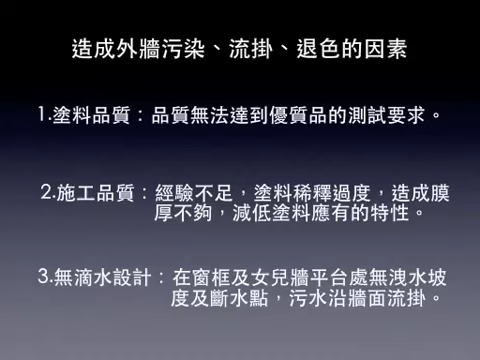 造成外牆污染、流掛、退色的因素
1.塗料品質：品質無法達到優質品的測試要求。
2.施工品質：經驗不足，塗料稀釋過度，造成膜
厚不夠，減低塗料應有的特性。
3.無滴水設計：在窗框及女兒牆平台處無洩水坡
度及斷水點，污水沿牆面流掛。